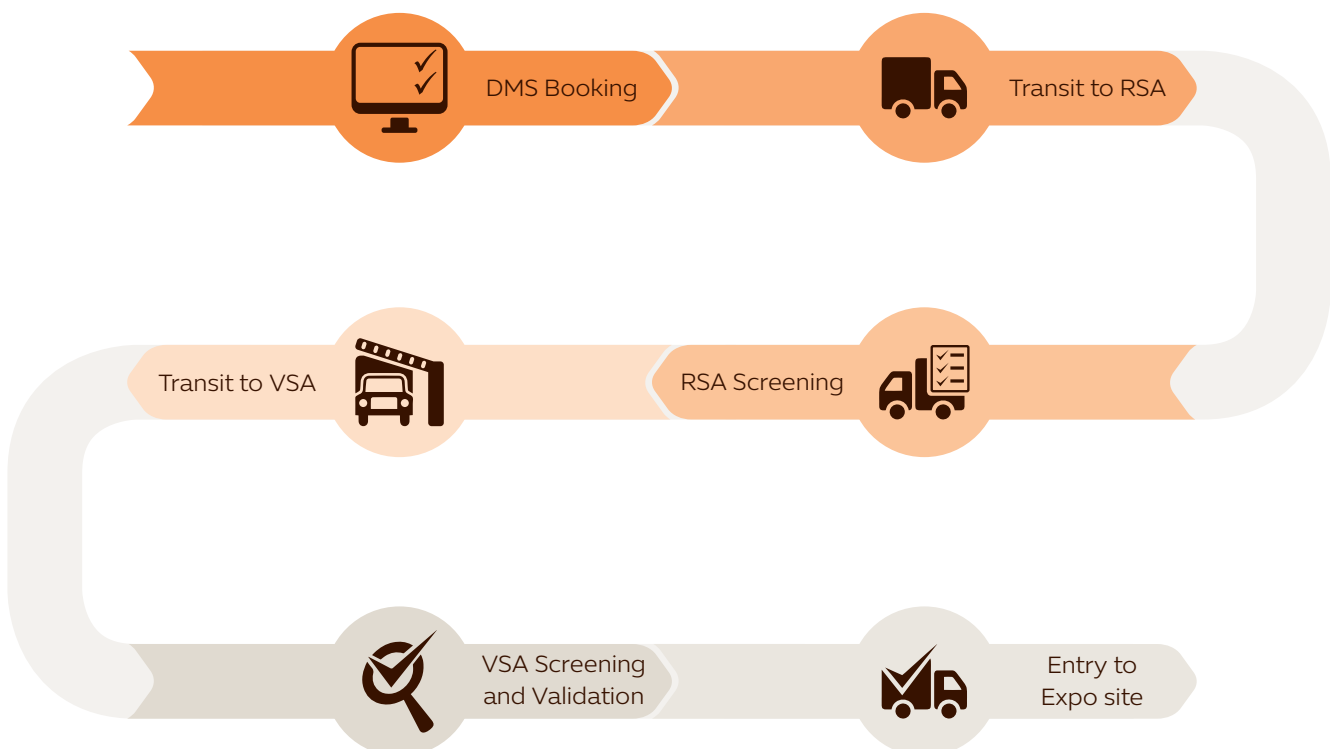 DMS Booking
Transit to RSA
RSA Screening
Transit to VSA
VSA Screening
and Validation
Entry to
Expo site